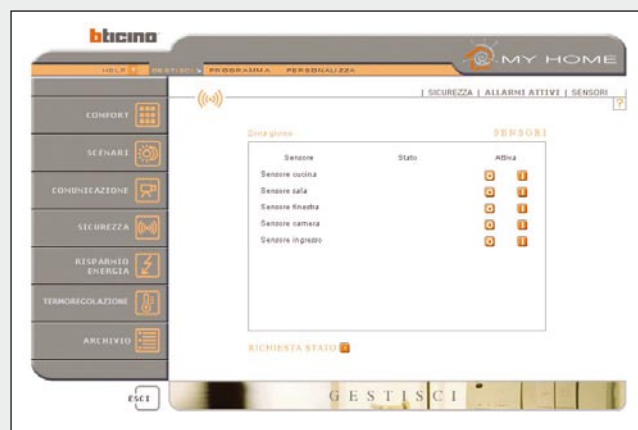 bticino
MY HOME
HELP ? GESTISCI > PROGRAMMA PERSONALIZZA
| SICUREZZA | ALLARMI ATTIVI | SENSORI
?
CONFORT
SCENARI
COMUNICAZIONE
SICUREZZA
RISPARMIO
ENERGIA
TERMOREGOLAZIONE
ARCHIVIO
ESCI
Zona giorno SENSORI
Sensore Stato Attiva
Sensore cucina O I
Sensore sala O I
Sensore finestra O I
Sensore camera O I
Sensore ingresso O I
RICHIESTA STATO
GESTISCI